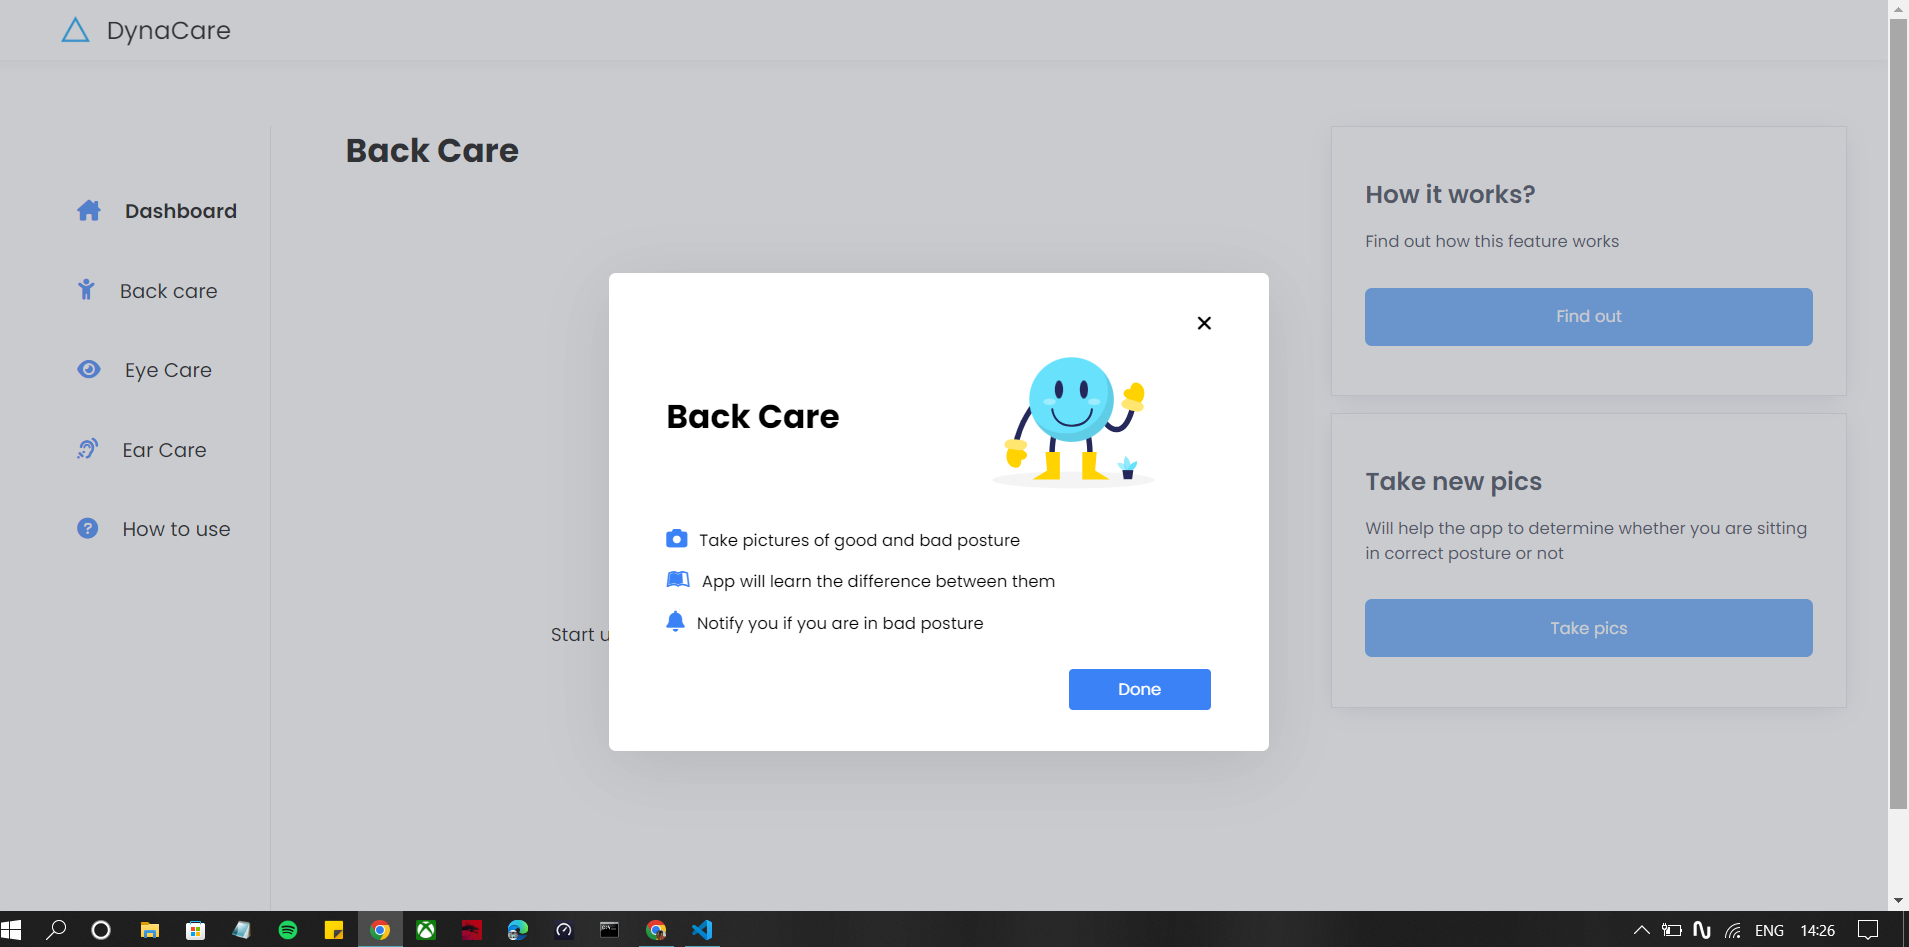 DynaCare
Dashboard
Back care
Eye Care
Ear Care
How to use
Back Care
Start u
Back Care
Take pictures of good and bad posture
App will learn the difference between them
Notify you if you are in bad posture
Done
How it works?
Find out how this feature works
Find out
Take new pics
Will help the app to determine whether you are sitting
in correct posture or not
Take pics
ENG 14:26